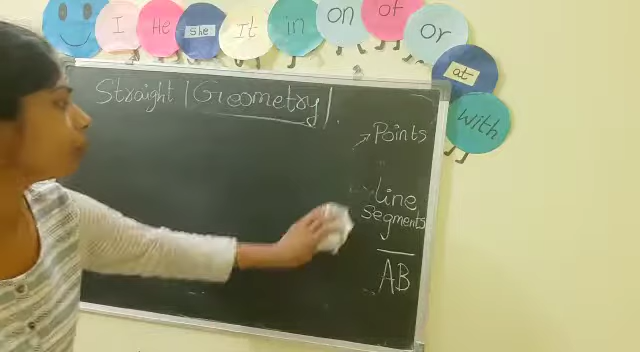 I
He
she
It
in
on
of
or
at
with
Straight | Geometry | .
Points
Line
Segments
AB